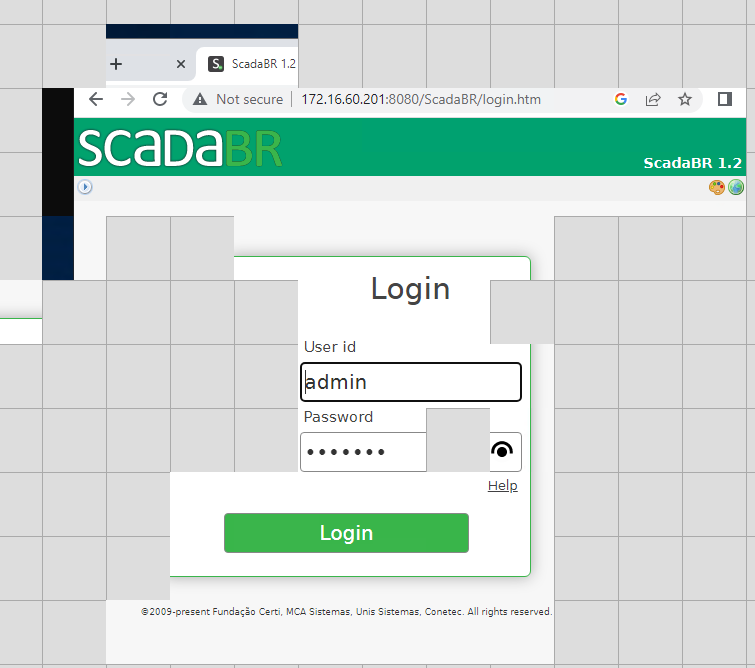 ScadaBR 1.2
Not secure
172.16.60.201:8080/ScadaBR/login.htm
SCADABR
ScadaBR 1.2
Login
User id
admin
Password
•••••••
Help
Login
©2009-present Fundação Certi, MCA Sistemas, Unis Sistemas, Conetec. All rights reserved.